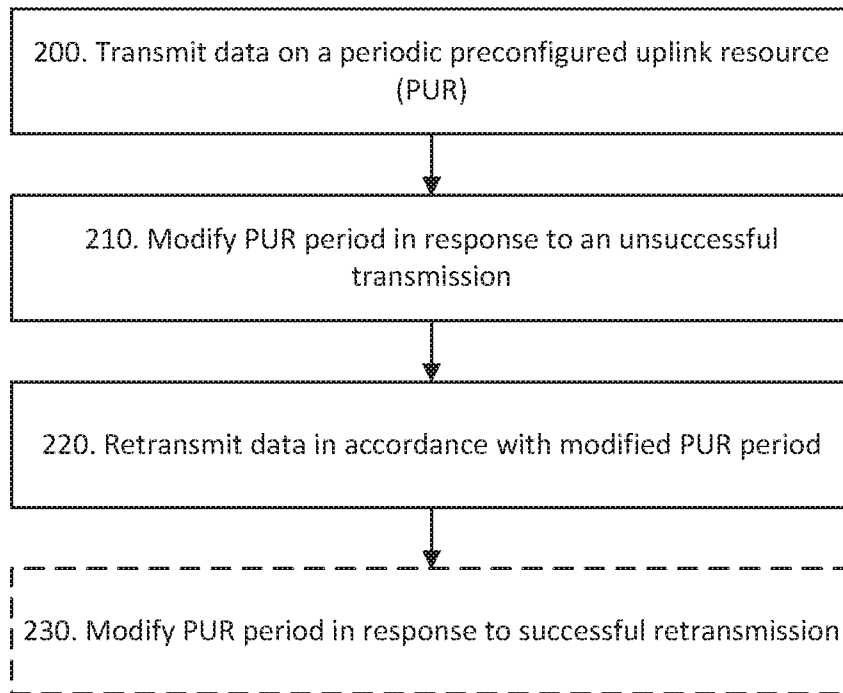 200. Transmit data on a periodic preconfigured uplink resource
(PUR)
210. Modify PUR period in response to an unsuccessful
transmission
220. Retransmit data in accordance with modified PUR period
230. Modify PUR period in response to successful retransmission